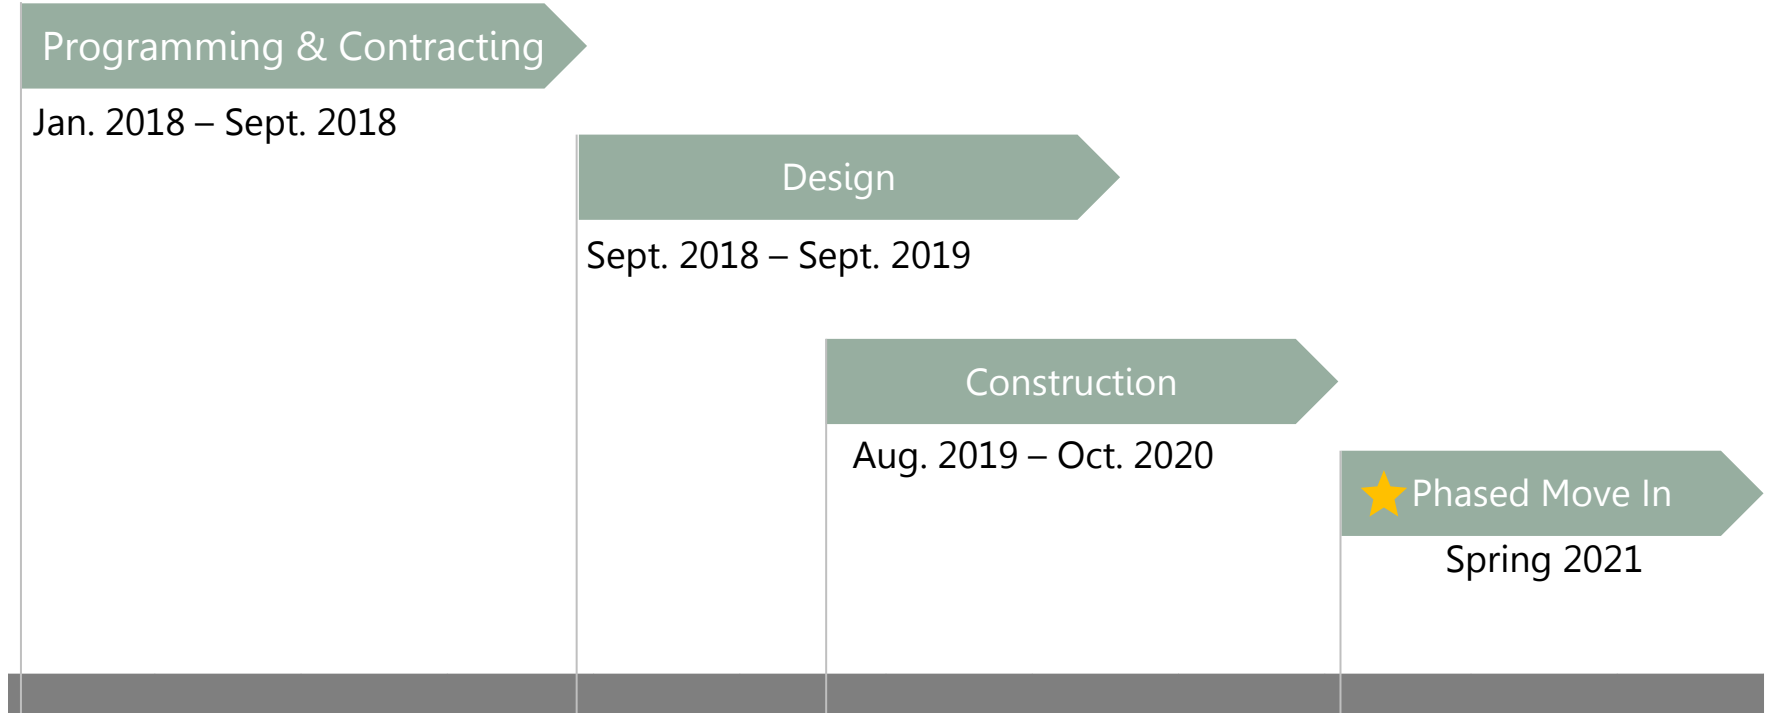 Programming & Contracting
Jan. 2018 – Sept. 2018
Design
Sept. 2018 – Sept. 2019
Construction
Aug. 2019 – Oct. 2020
Phased Move In
Spring 2021